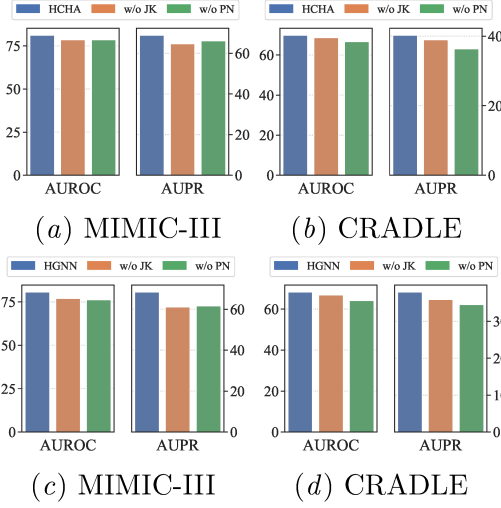 HCHA w/o JK w/o PN HCHA w/o JK w/o PN
75 50 25 0 AUROC 60 40 20 0 AUPR 60 40 20 0 AUROC 40 20 0 AUPR
(a) MIMIC-III (b) CRADLE
HGNN w/o JK w/o PN HGNN w/o JK w/o PN
75 50 25 0 AUROC 60 40 20 0 AUPR 60 40 20 0 AUROC 0 AUPR
(c) MIMIC-III (d) CRADLE